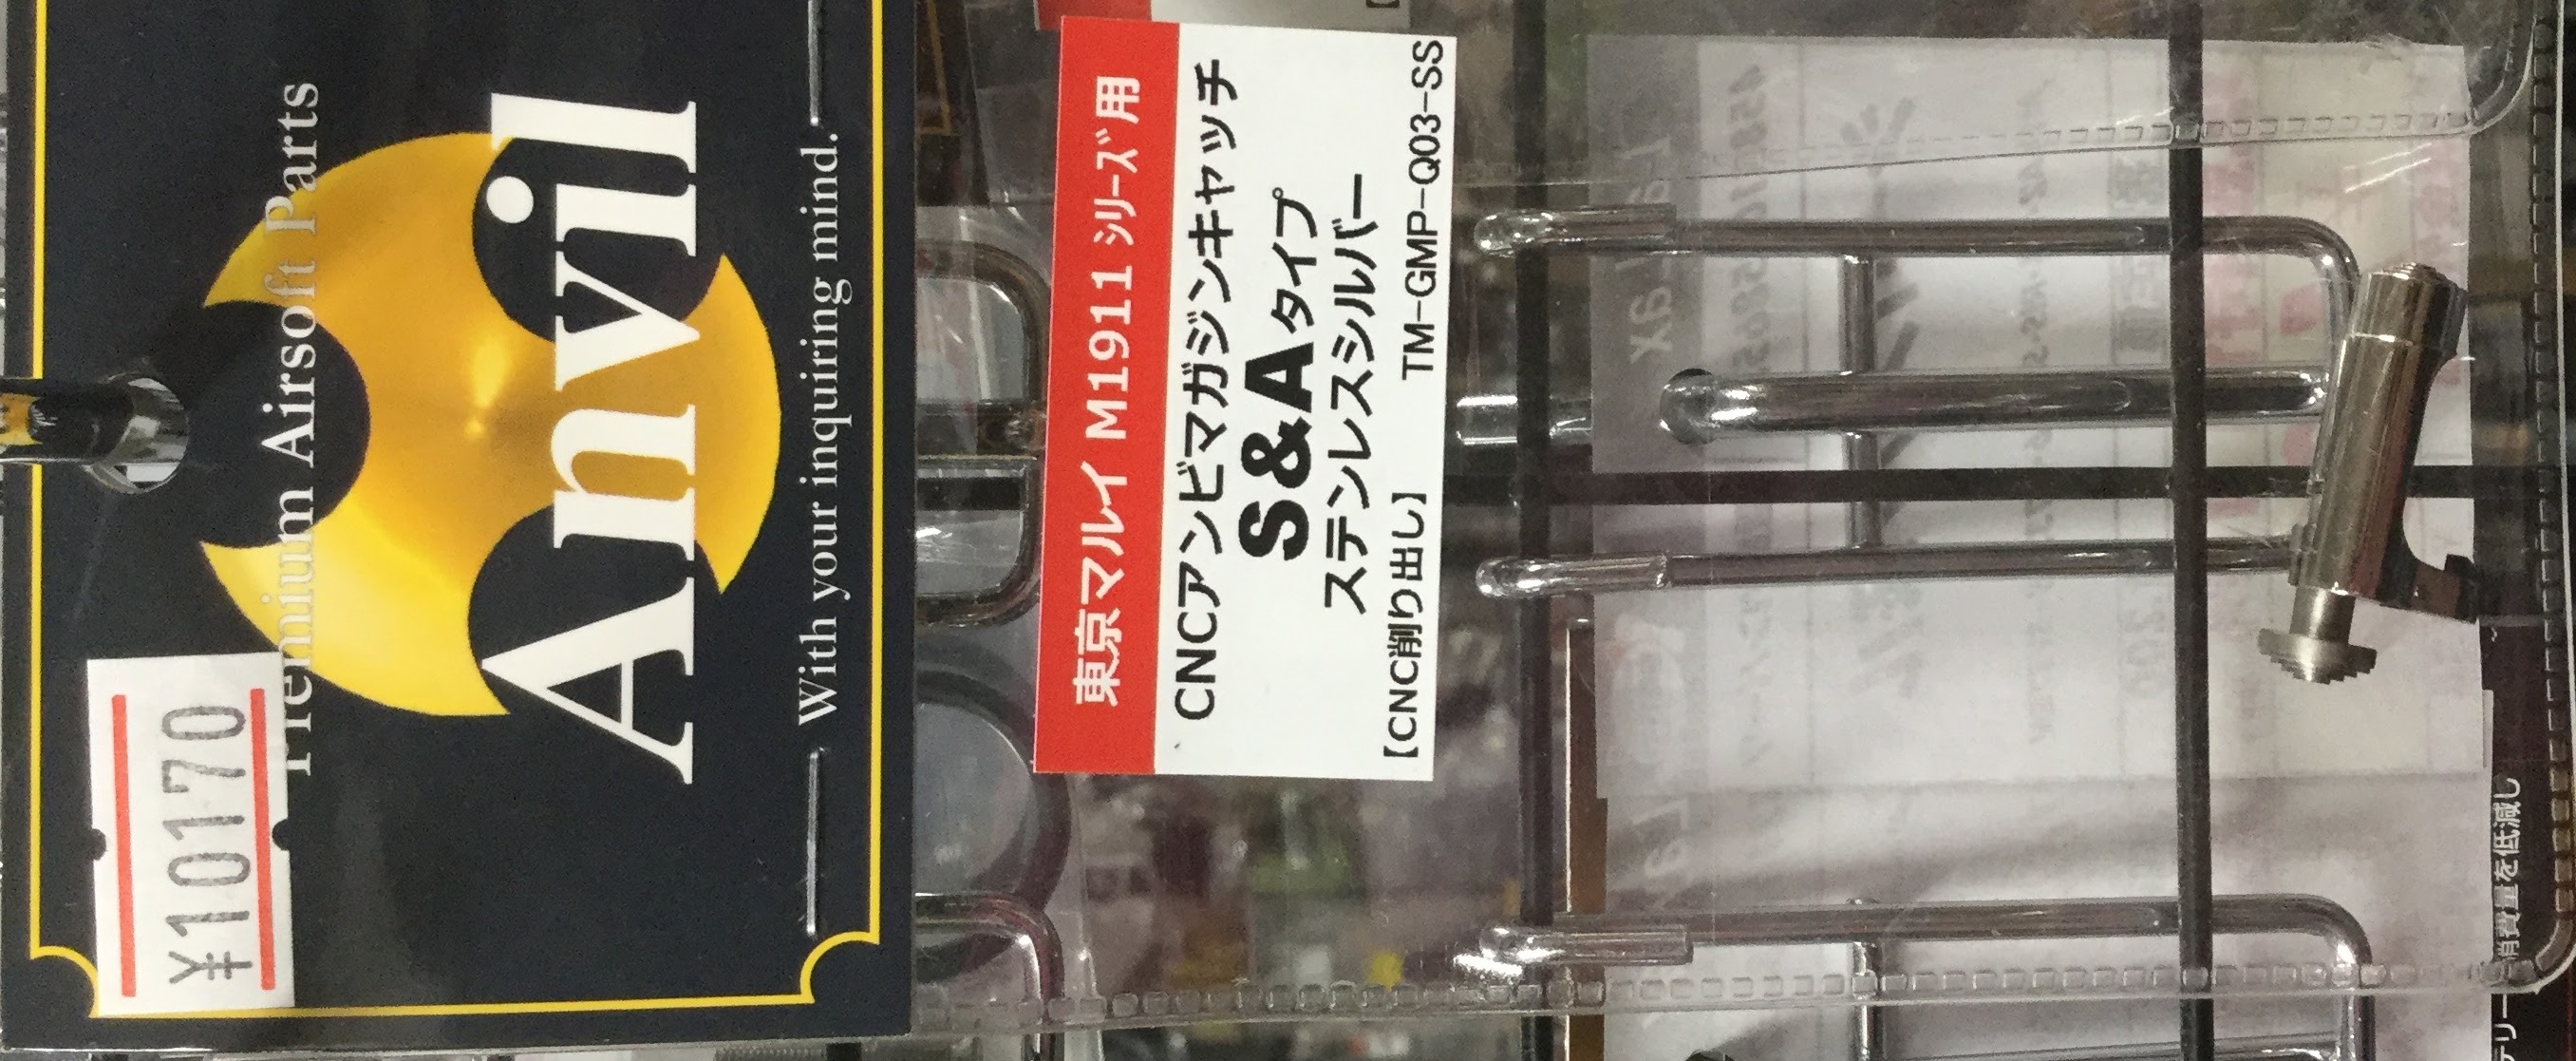 ¥10170
Premium Airsoft Parts
Anvil
With your inquiring mind.
東京マルイ M1911 ｼﾘｰｽﾞ用
CNCアンビマガジンキャッチ
S&Aタイプ
ステンレスシルバー
【CNC削り出し】 TM-GMP-Q03-SS
消費量を低減し